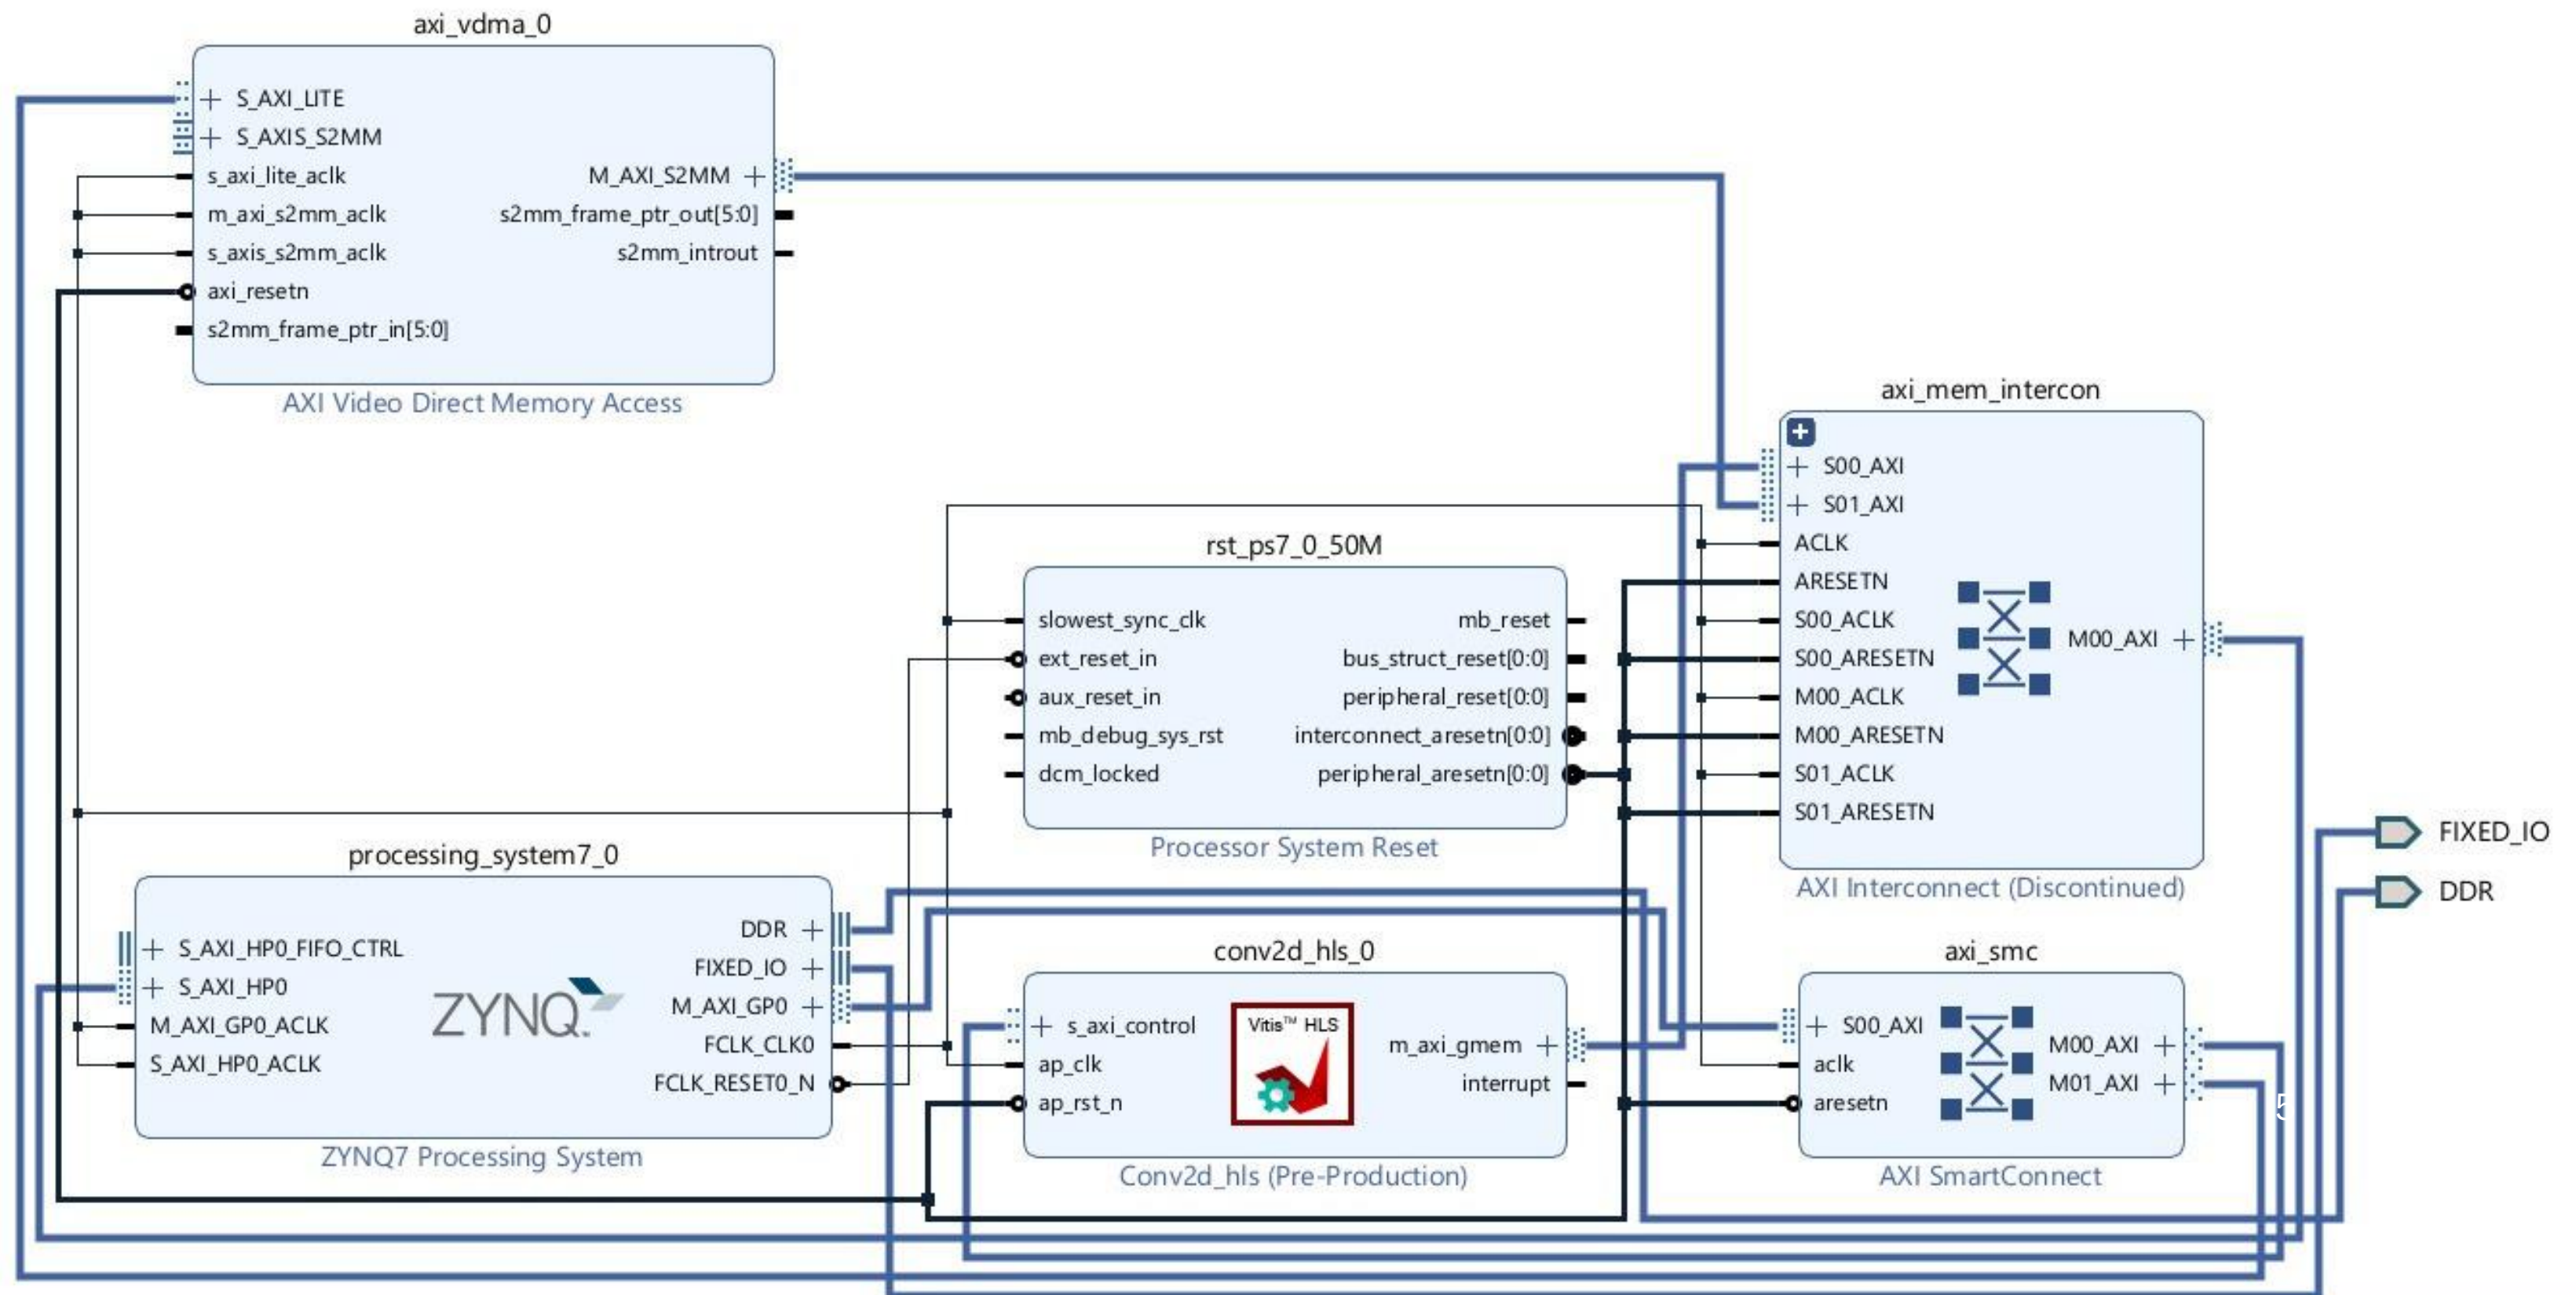 axi_vdma_0
S_AXI_LITE
S_AXIS_S2MM
s_axi_lite_aclk
m_axi_s2mm_aclk
s_axis_s2mm_aclk
axi_resetn
s2mm_frame_ptr_in[5:0]
M_AXI_S2MM
s2mm_frame_ptr_out[5:0]
s2mm_introut
AXI Video Direct Memory Access
axi_mem_intercon
S00_AXI
S01_AXI
ACLK
ARESETN
S00_ACLK
S00_ARESETN
M00_ACLK
M00_ARESETN
S01_ACLK
S01_ARESETN
M00_AXI
AXI Interconnect (Discontinued)
rst_ps7_0_50M
slowest_sync_clk
ext_reset_in
aux_reset_in
mb_debug_sys_rst
dcm_locked
mb_reset
bus_struct_reset[0:0]
peripheral_reset[0:0]
interconnect_aresetn[0:0]
peripheral_aresetn[0:0]
Processor System Reset
FIXED_IO
DDR
processing_system7_0
S_AXI_HP0_FIFO_CTRL
S_AXI_HP0
M_AXI_GP0_ACLK
S_AXI_HP0_ACLK
ZYNQ™
DDR
FIXED_IO
M_AXI_GP0
FCLK_CLK0
FCLK_RESET0_N
ZYNQ7 Processing System
conv2d_hls_0
s_axi_control
ap_clk
ap_rst_n
Vitis™ HLS
m_axi_gmem
interrupt
Conv2d_hls (Pre-Production)
axi_smc
S00_AXI
aclk
aresetn
M00_AXI
M01_AXI
AXI SmartConnect